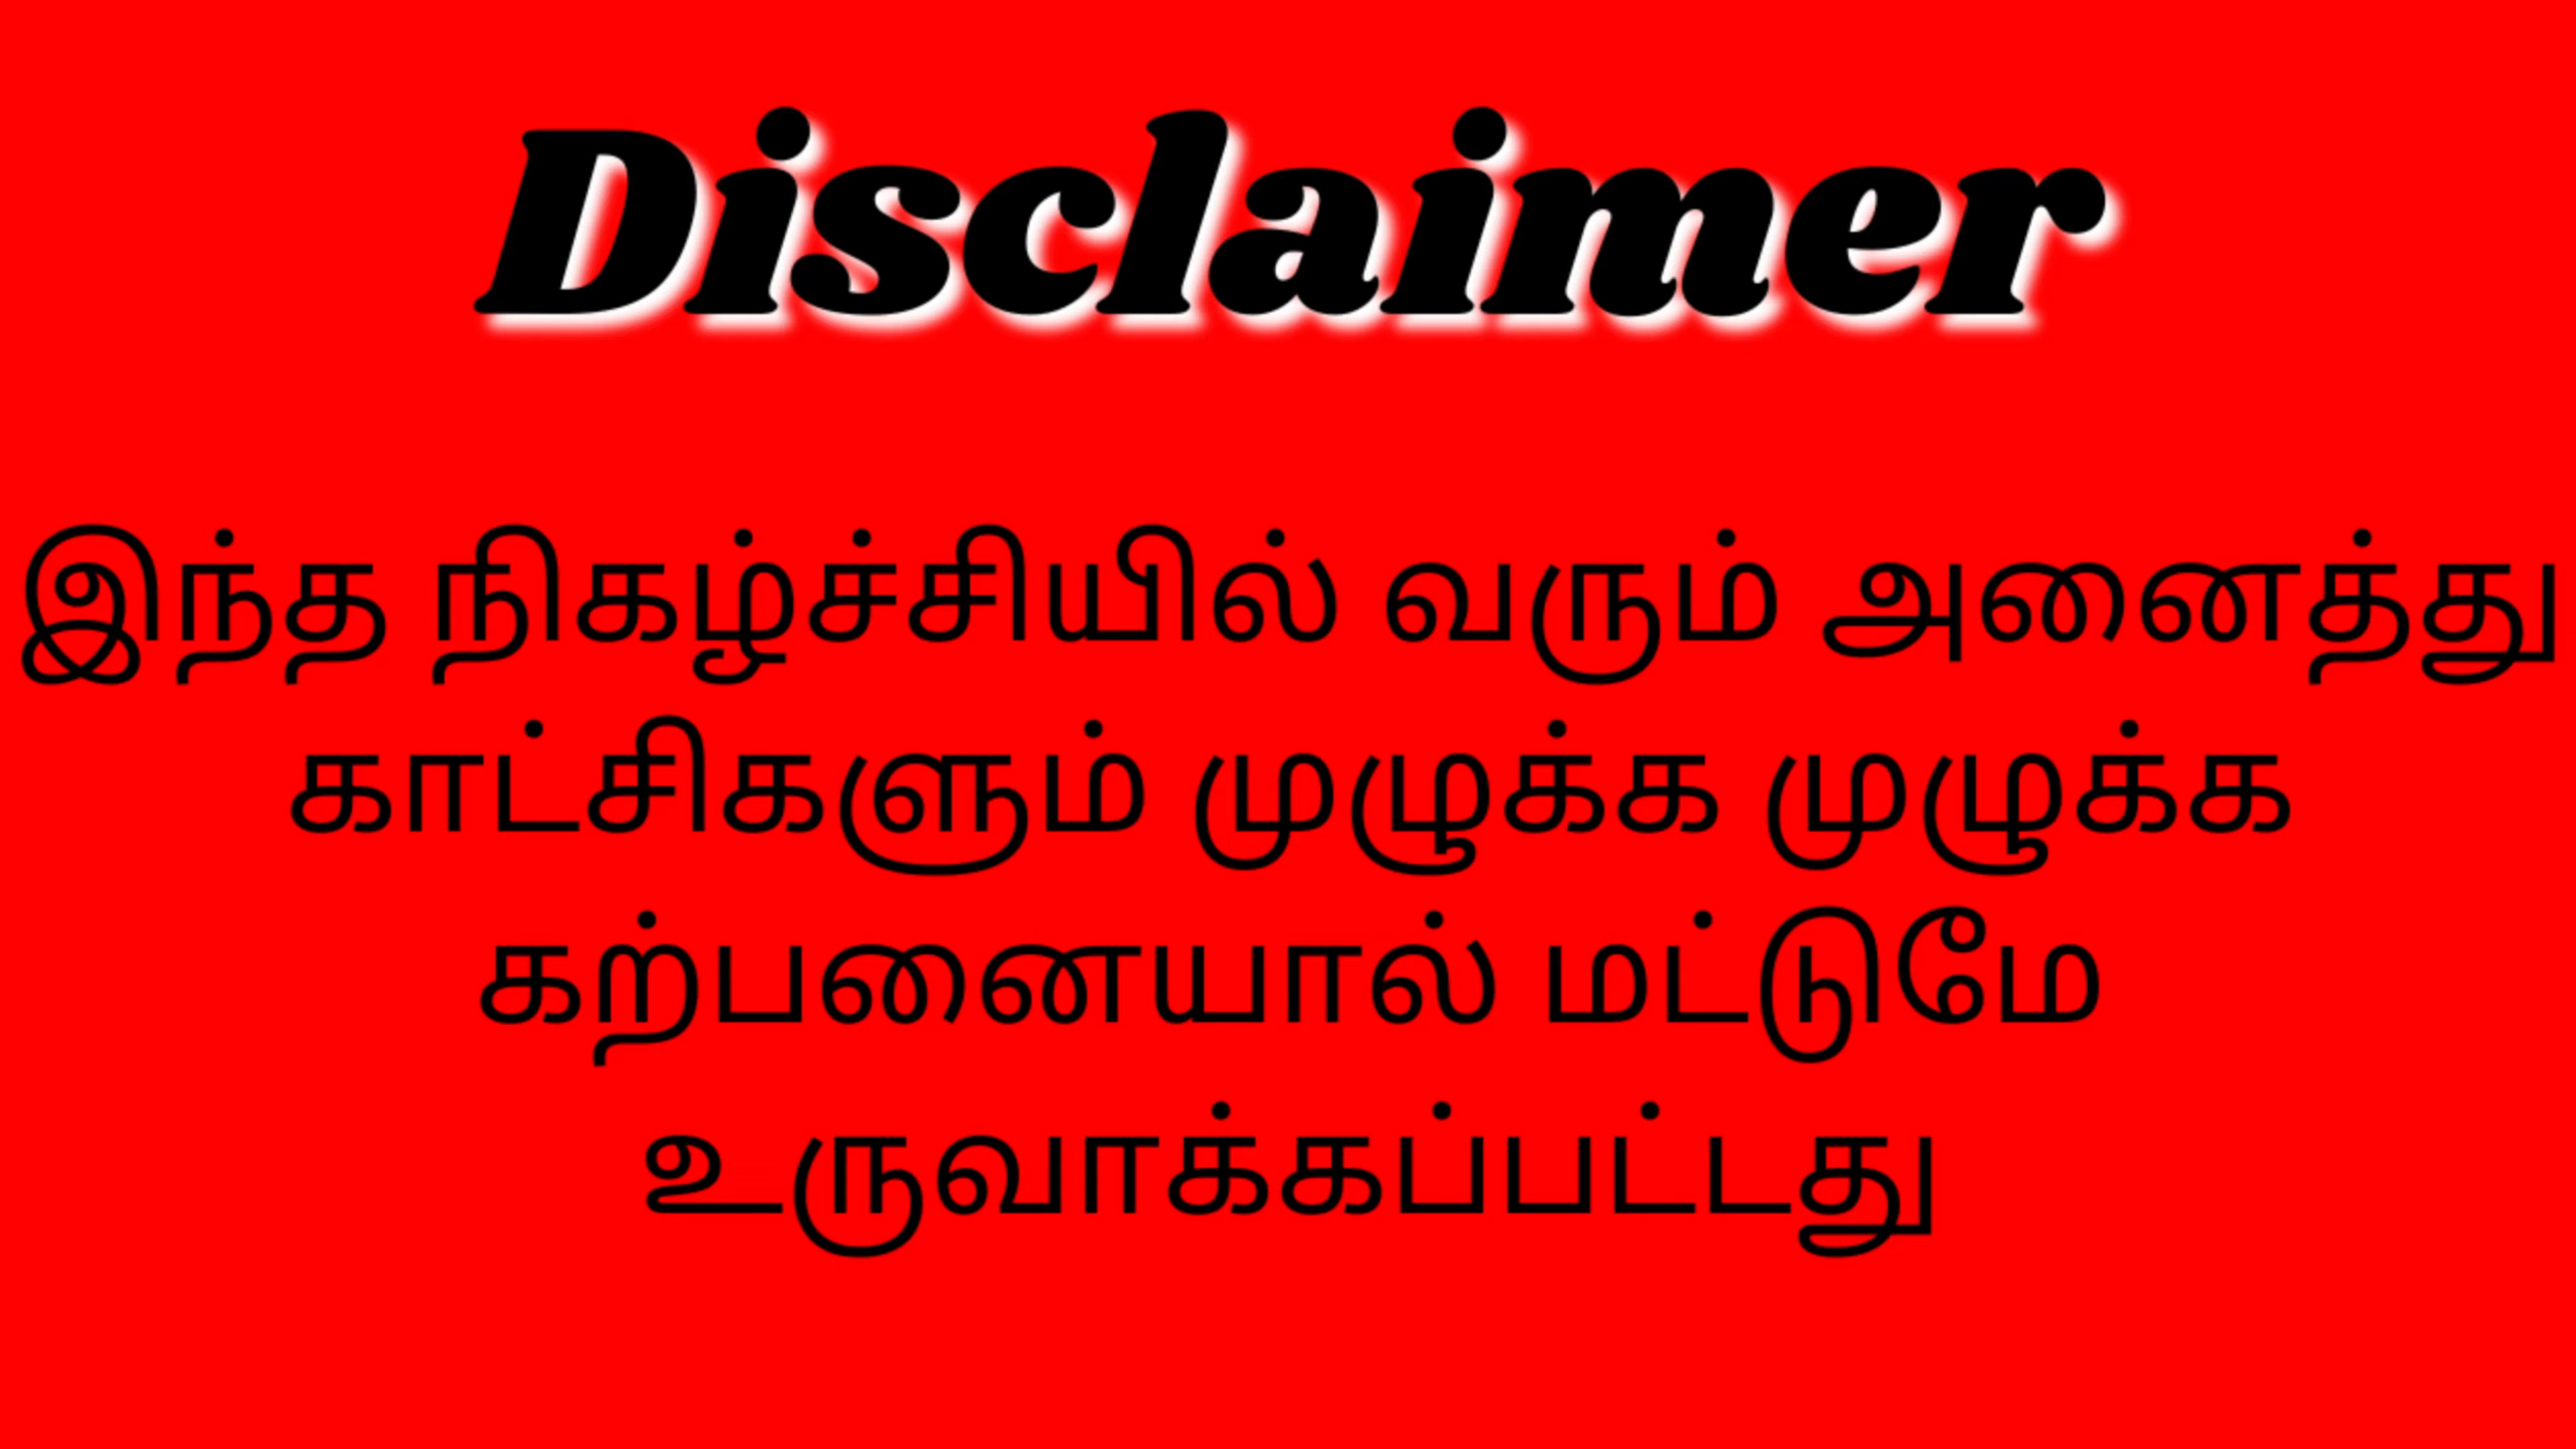 Disclaimer
இந்த நிகழ்ச்சியில் வரும் அனைத்து
காட்சிகளும் முழுக்க முழுக்க
கற்பனையால் மட்டுமே
உருவாக்கப்பட்டது